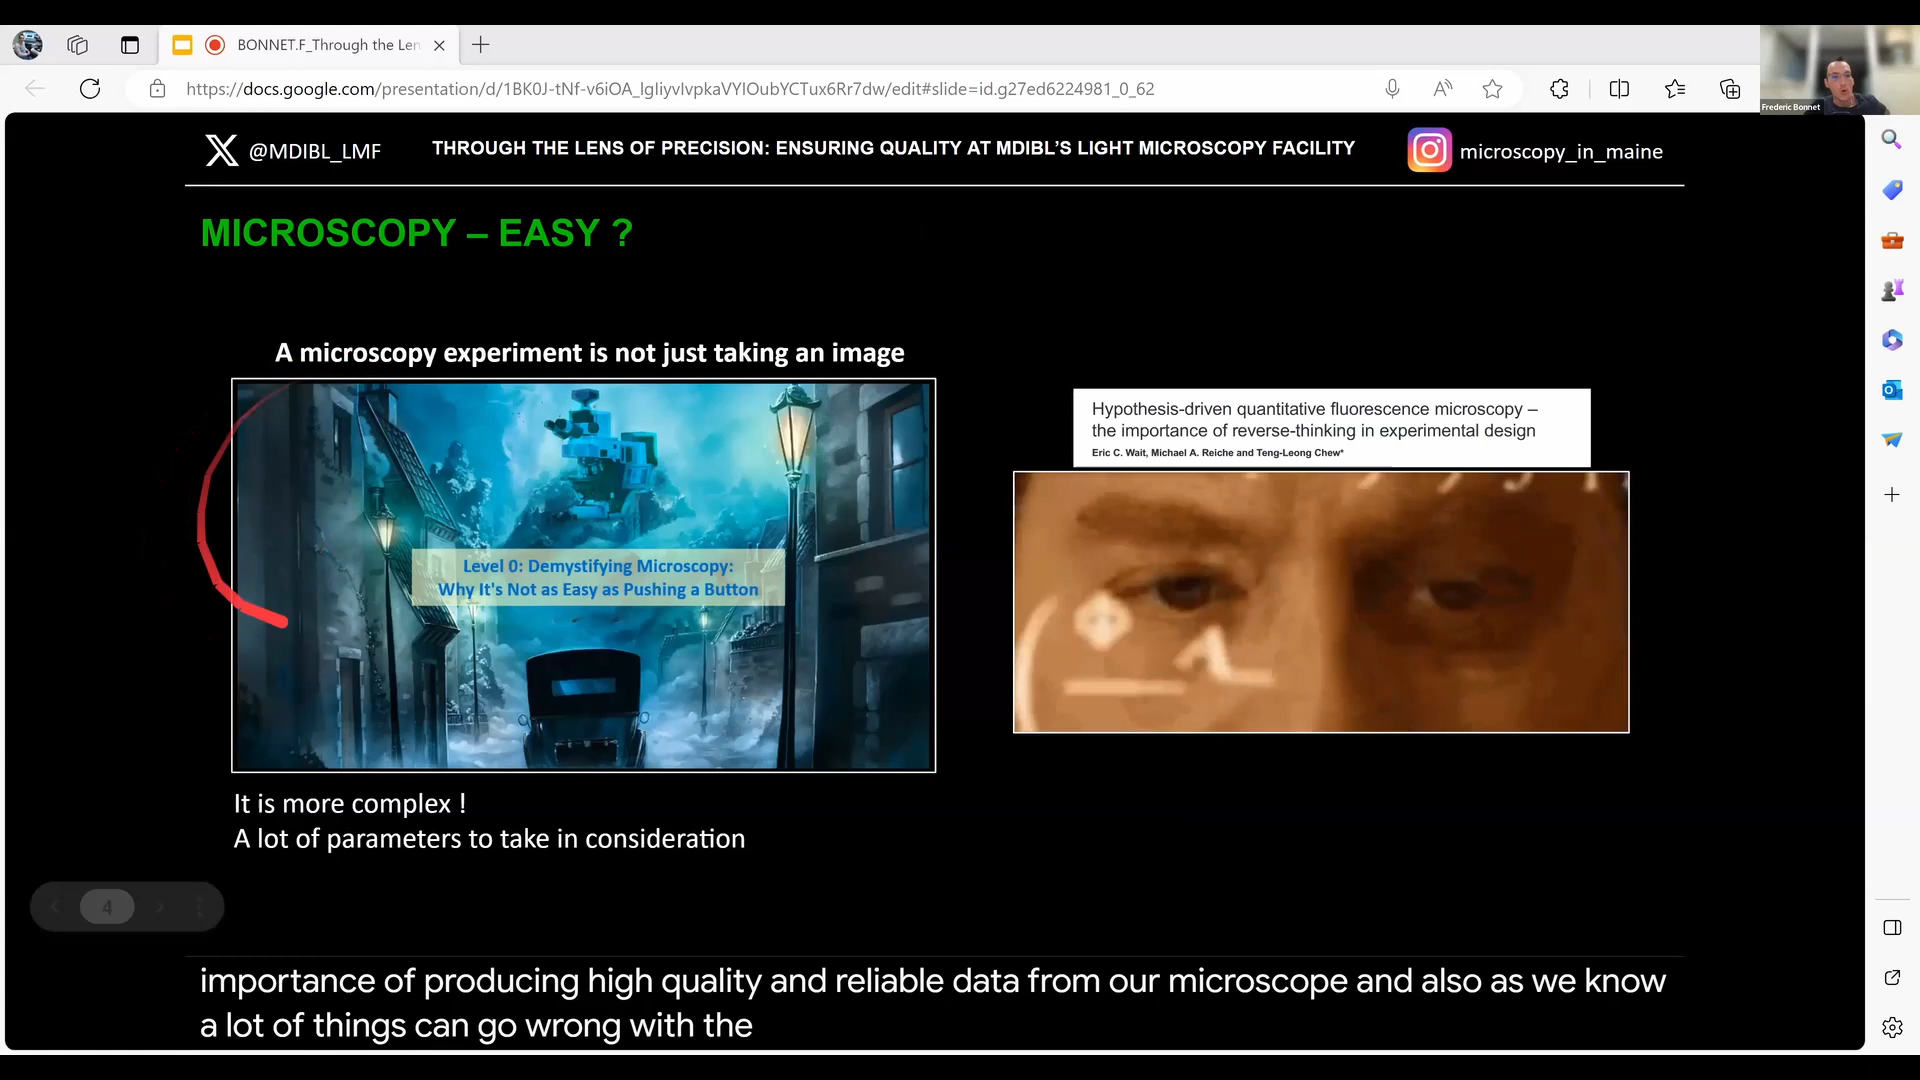 BONNET.F_Through the Len
https://docs.google.com/presentation/d/1BK0J-tNf-v6iOA_lgIiyvIvpkaVYIOubYCTux6Rr7dw/edit#slide=id.g27ed6224981_0_62
Frederic Bonnet
@MDIBL_LMF
THROUGH THE LENS OF PRECISION: ENSURING QUALITY AT MDIBL'S LIGHT MICROSCOPY FACILITY
microscopy_in_maine
MICROSCOPY – EASY ?
A microscopy experiment is not just taking an image
Level 0: Demystifying Microscopy:
Why It's Not as Easy as Pushing a Button
Hypothesis-driven quantitative fluorescence microscopy –
the importance of reverse-thinking in experimental design
Eric C. Wait, Michael A. Reiche and Teng-Leong Chew*
It is more complex !
A lot of parameters to take in consideration
4
importance of producing high quality and reliable data from our microscope and also as we know
a lot of things can go wrong with the